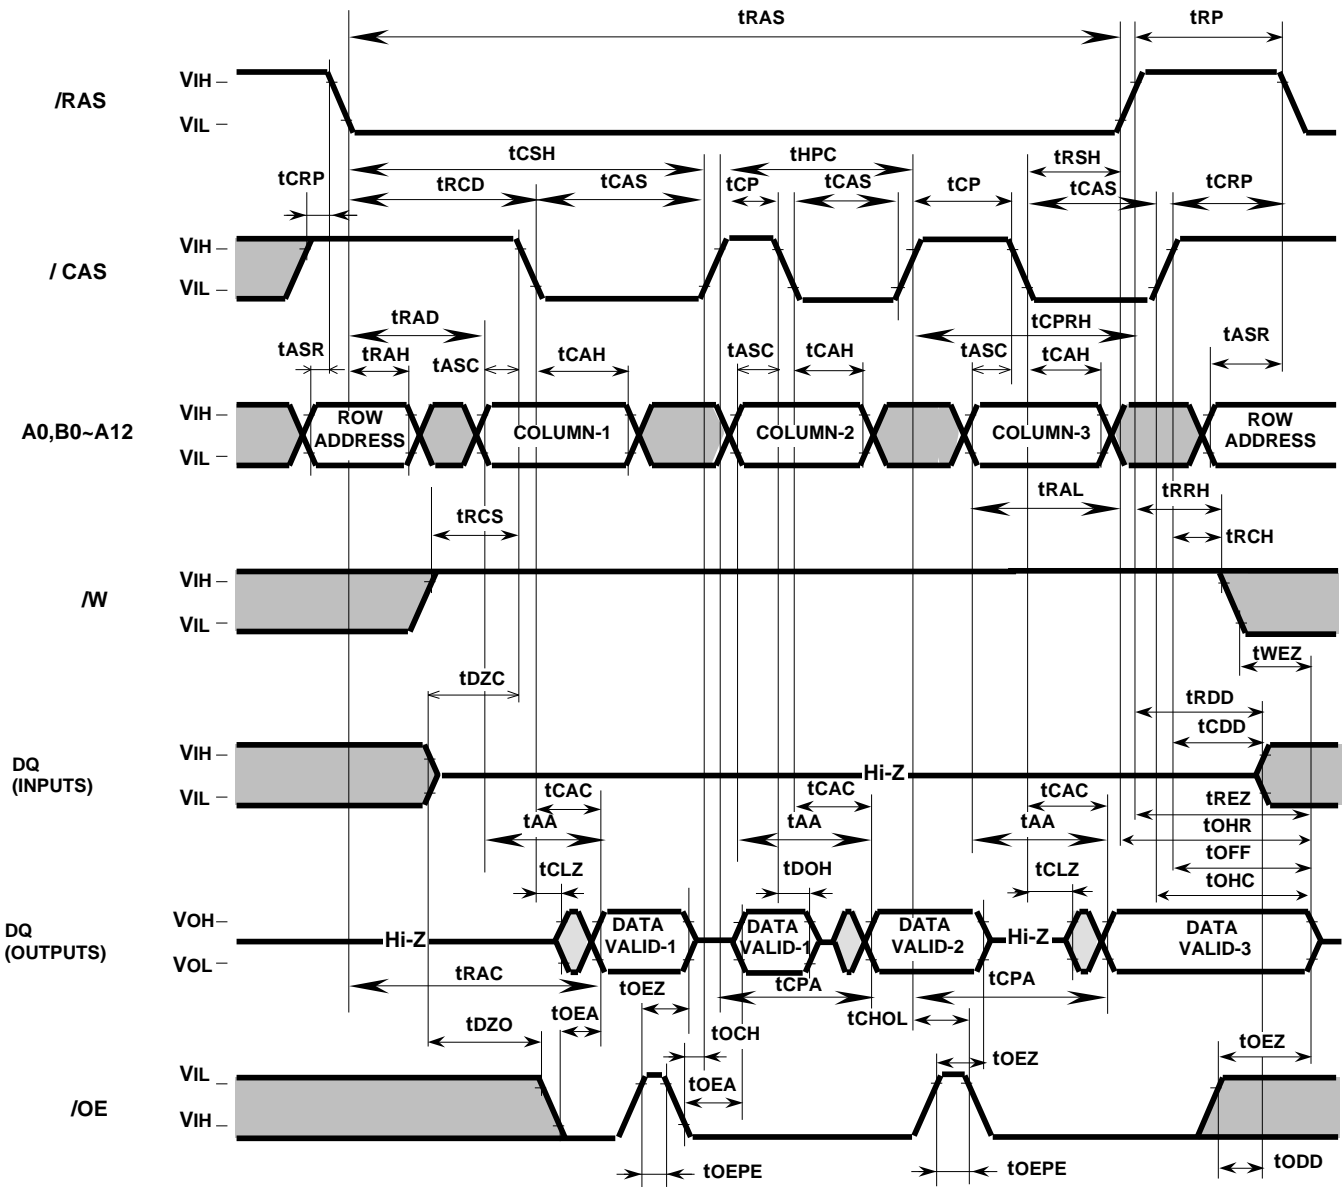 tRAS
tRP
VIH
/RAS
VIL
tCSH
tHPC
tRSH
tCRP
tRCD
tCAS
tCP
tCAS
tCP
tCAS
tCRP
VIH
/ CAS
VIL
tRAD
tCPRH
tASR
tRAH
tASC
tCAH
tASC
tCAH
tASC
tCAH
tASR
VIH
A0,B0~A12
VIL
ROW
ADDRESS
COLUMN-1
COLUMN-2
COLUMN-3
ROW
ADDRESS
tRAL
tRRH
tRCS
tRCH
VIH
/W
VIL
tWEZ
tDZC
tRDD
tCDD
VIH
DQ
(INPUTS)
VIL
Hi-Z
tCAC
tCAC
tCAC
tREZ
tAA
tAA
tAA
tOHR
tOFF
tCLZ
tDOH
tCLZ
tOHC
VOH
DQ
(OUTPUTS)
VOL
Hi-Z
DATA
VALID-1
DATA
VALID-1
DATA
VALID-2
Hi-Z
DATA
VALID-3
tRAC
tOEZ
tCPA
tCPA
tDZO
tOEA
tOCH
tCHOL
tOEZ
tOEZ
VIL
tOEA
/OE
VIH
tOEPE
tOEPE
tODD